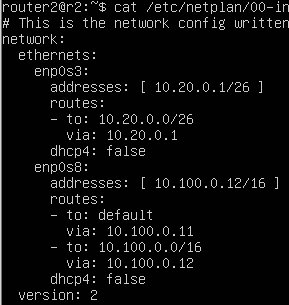 router2@r2:~$ cat /etc/netplan/00-in
# This is the network config written
network:
  ethernets:
    enp0s3:
      addresses: [ 10.20.0.1/26 ]
      routes:
      - to: 10.20.0.0/26
        via: 10.20.0.1
      dhcp4: false
    enp0s8:
      addresses: [ 10.100.0.12/16 ]
      routes:
      - to: default
        via: 10.100.0.11
      - to: 10.100.0.0/16
        via: 10.100.0.12
      dhcp4: false
  version: 2